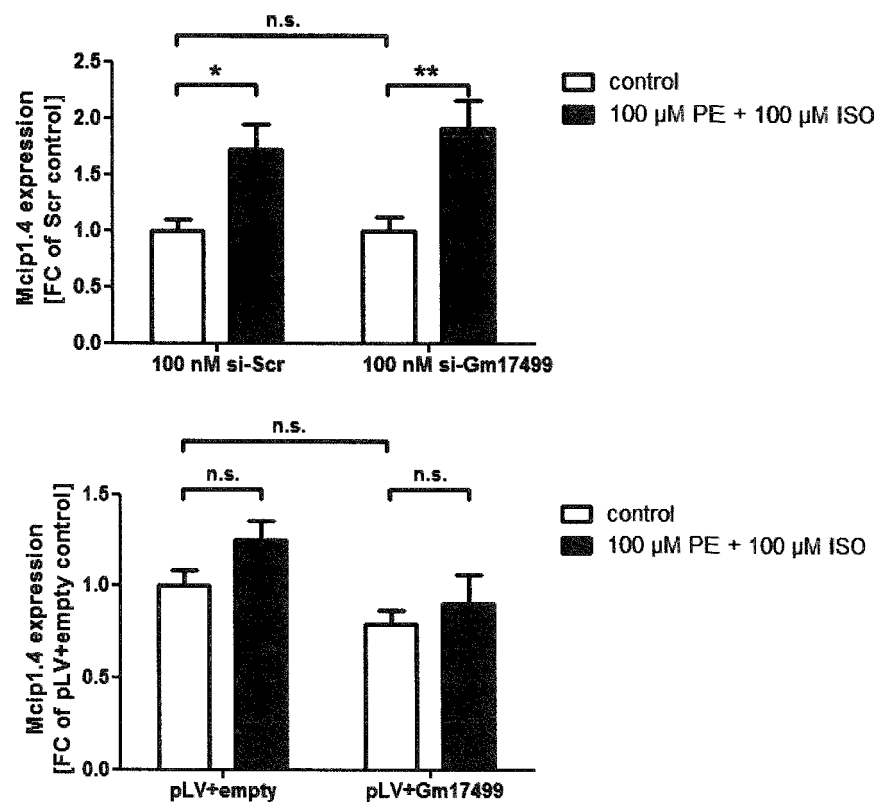 n.s.
* **
control
100 µM PE + 100 µM ISO
Mcip1.4 expression
[FC of Scr control]
2.5
2.0
1.5
1.0
0.5
0.0
100 nM si-Scr 100 nM si-Gm17499
n.s.
n.s. n.s.
control
100 µM PE + 100 µM ISO
Mcip1.4 expression
[FC of pLV+empty control]
1.5
1.0
0.5
0.0
pLV+empty pLV+Gm17499